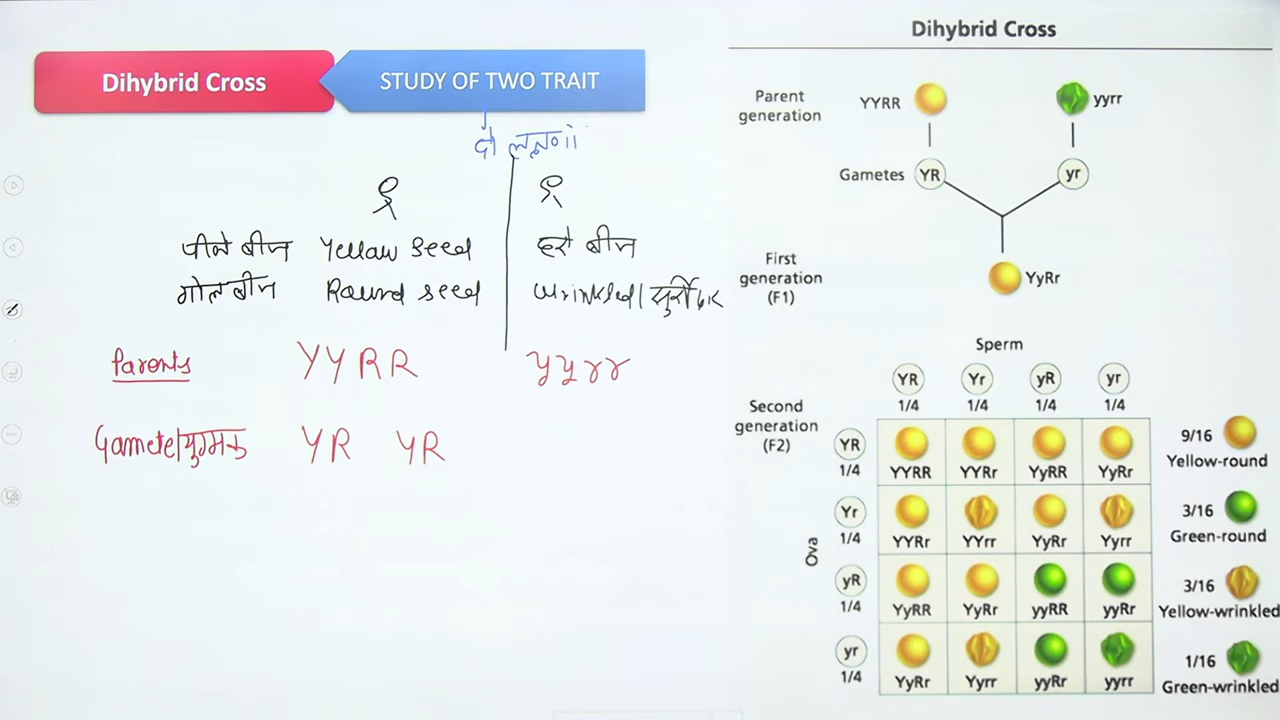 Dihybrid Cross
STUDY OF TWO TRAIT
दो लक्षणों
पीले बीज Yellow seed
हरे बीज
गोल बीज Round seed
Wrinkled/
Parents YYRR yyrr
Gamete/युग्मक YR YR
Dihybrid Cross
Parent generation
YYRR
yyrr
Gametes
YR
yr
First generation (F1)
YyRr
Sperm
YR Yr yR yr
1/4 1/4 1/4 1/4
Second generation (F2)
Ova
YR
1/4
YYRR YYRr YyRR YyRr
Yr
1/4
YYRr YYrr YyRr Yyrr
yR
1/4
YyRR YyRr yyRR yyRr
yr
1/4
YyRr Yyrr yyRr yyrr
9/16
Yellow-round
3/16
Green-round
3/16
Yellow-wrinkled
1/16
Green-wrinkled